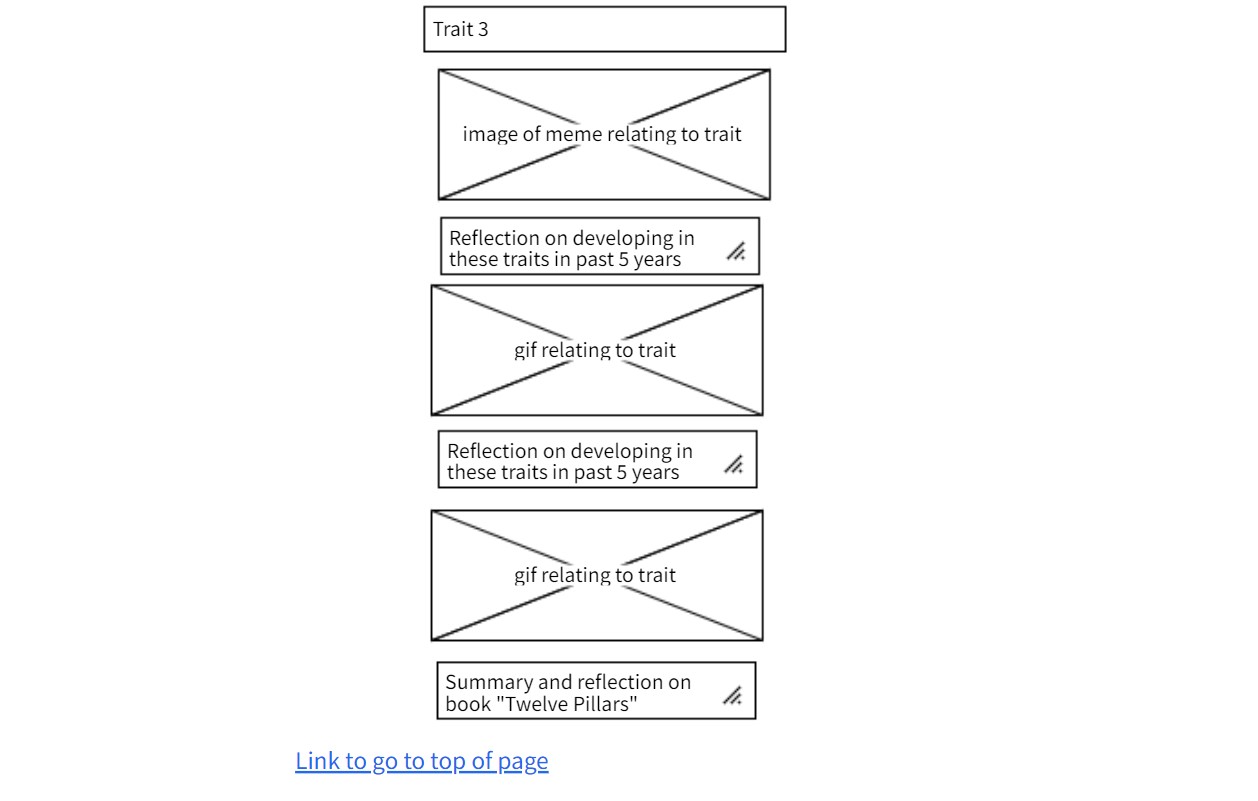 Trait 3
image of meme relating to trait
Reflection on developing in
these traits in past 5 years
gif relating to trait
Reflection on developing in
these traits in past 5 years
gif relating to trait
Summary and reflection on
book "Twelve Pillars"
Link to go to top of page